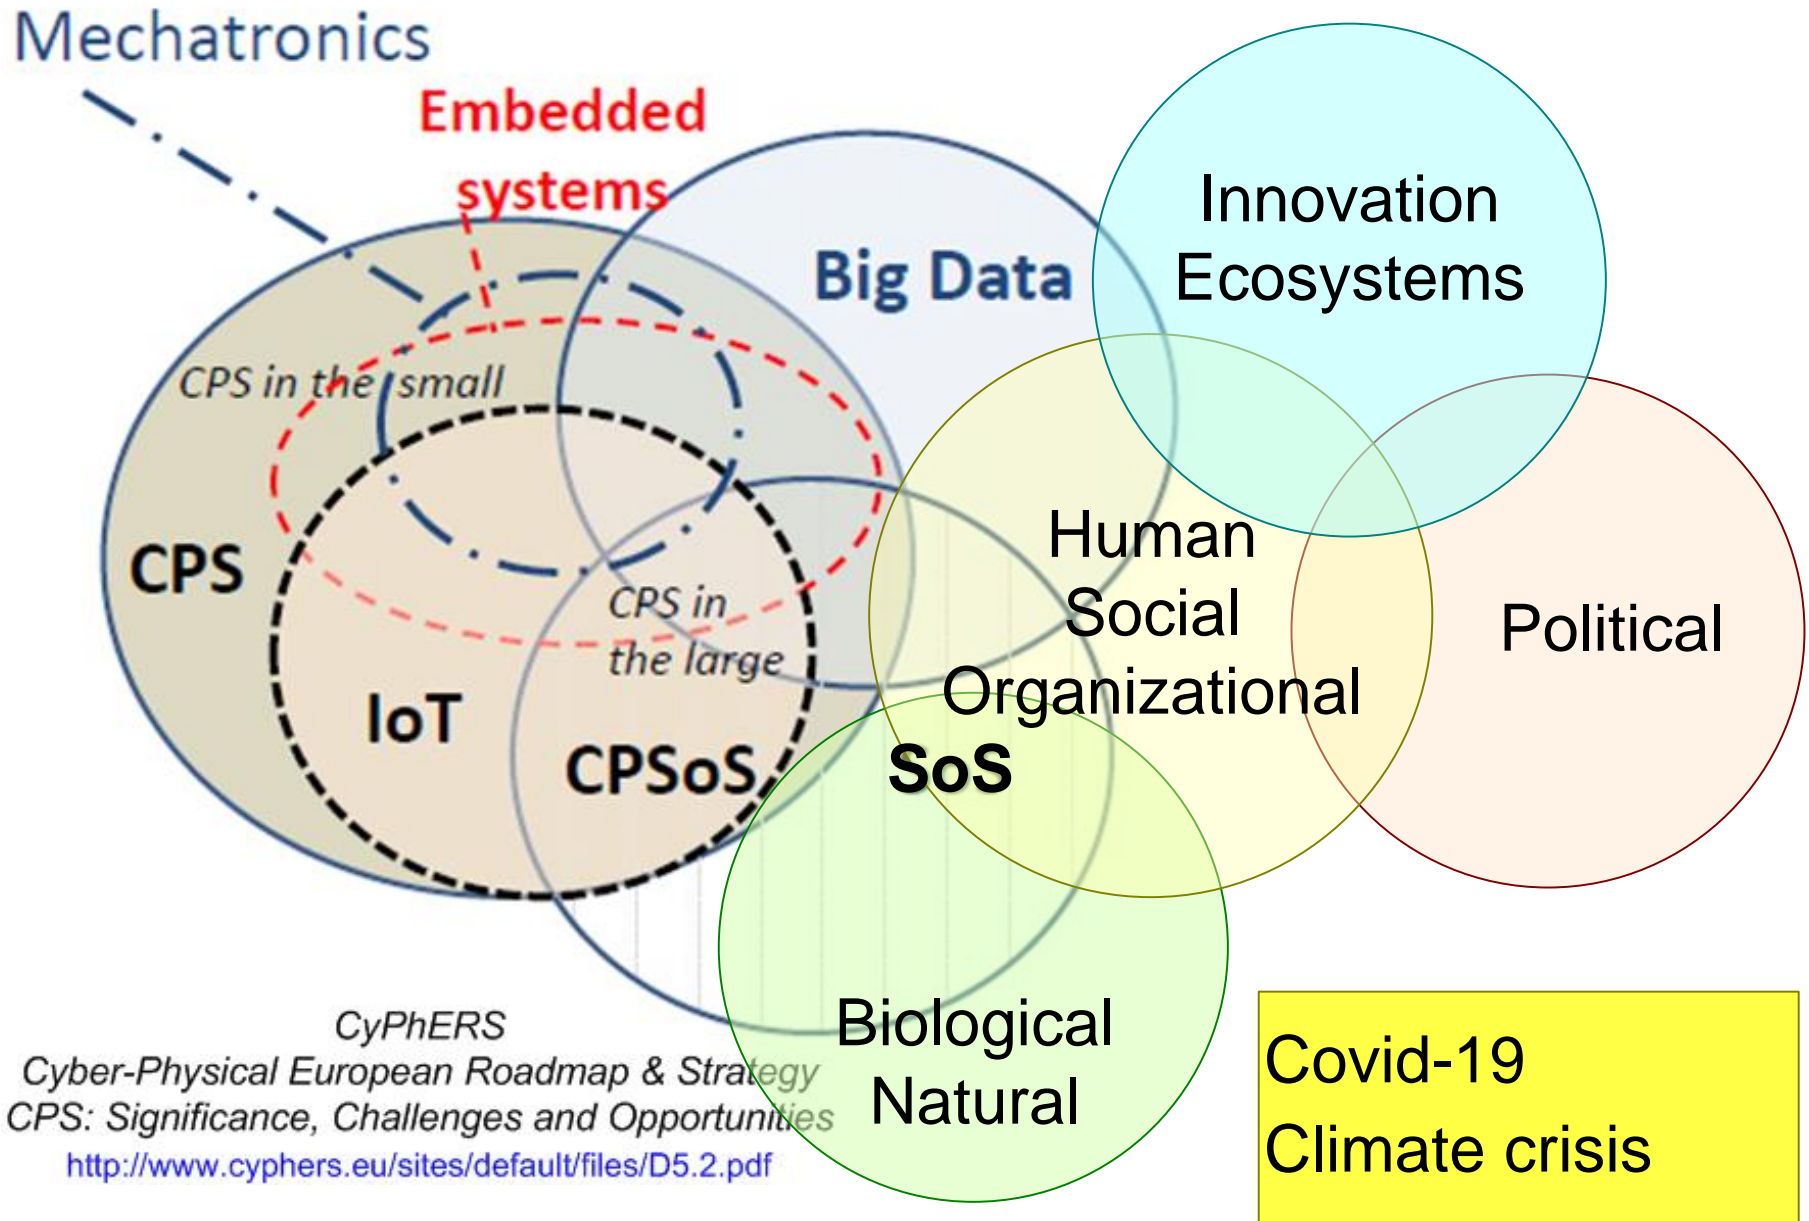 Mechatronics
Embedded
systems
Innovation
Ecosystems
Big Data
CPS in the small
Human
Social
Organizational
Political
CPS
CPS in
the large
IoT
CPSoS
SoS
Biological
Natural
CyPhERS
Cyber-Physical European Roadmap & Strategy
CPS: Significance, Challenges and Opportunities
http://www.cyphers.eu/sites/default/files/D5.2.pdf
Covid-19
Climate crisis